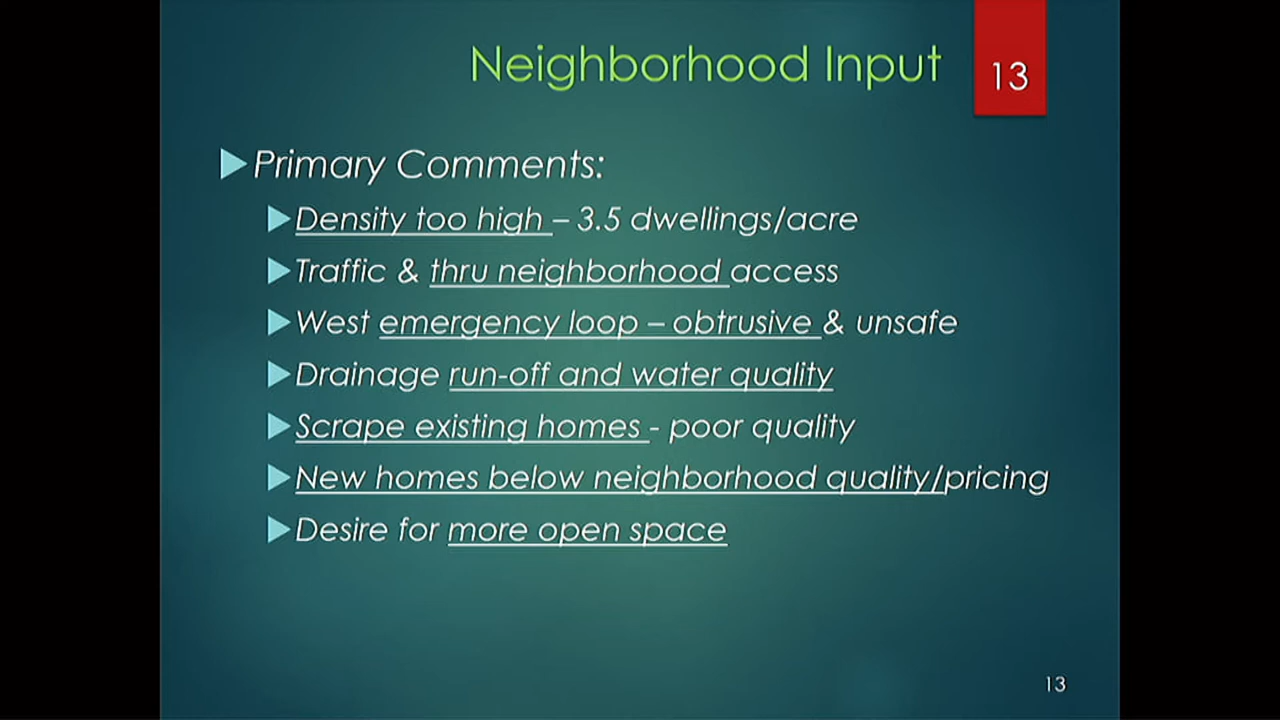 Neighborhood Input
13
Primary Comments:
Density too high – 3.5 dwellings/acre
Traffic & thru neighborhood access
West emergency loop – obtrusive & unsafe
Drainage run-off and water quality
Scrape existing homes - poor quality
New homes below neighborhood quality/pricing
Desire for more open space
13